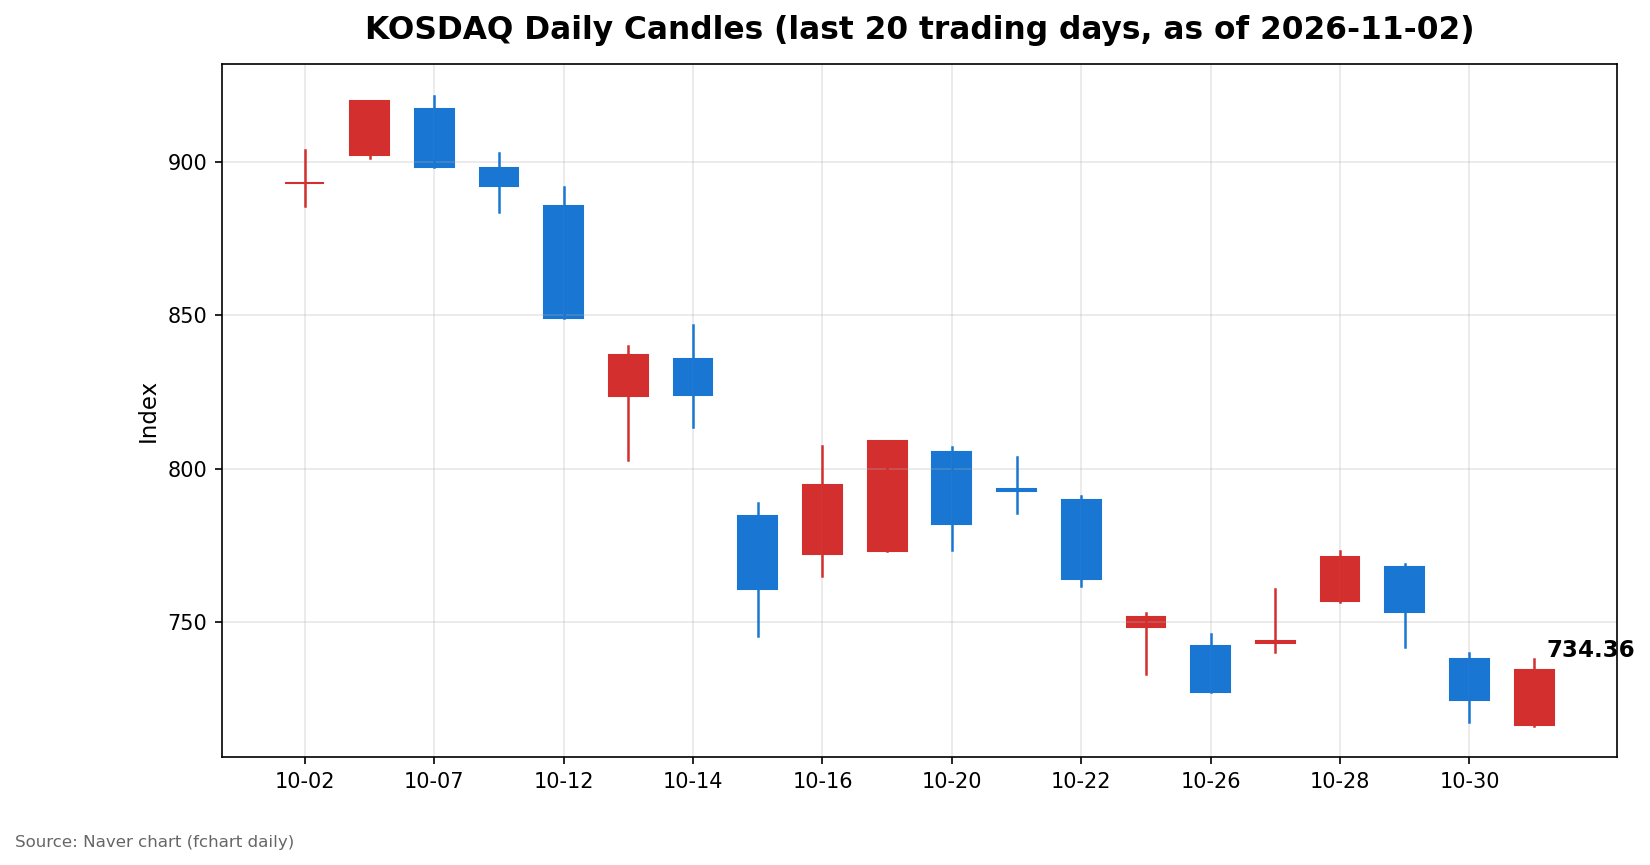 KOSDAQ Daily Candles (last 20 trading days, as of 2026-11-02)
Index
900
850
800
750
734.36
10-02 10-07 10-12 10-14 10-16 10-20 10-21 10-22 10-26 10-28 10-30
Source: Naver chart (fchart daily)